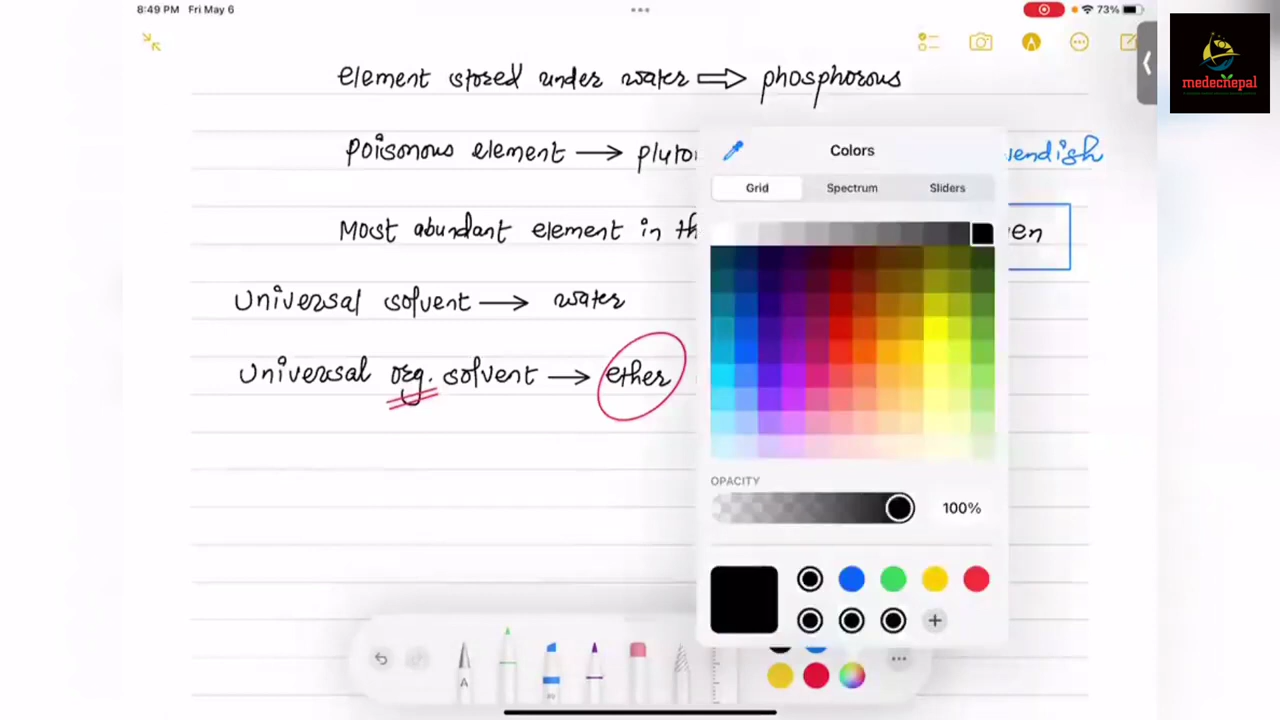 8:49 PM Fri May 6
73%
medecnepal
element stored under water ⇒ phosphorous
Poisonous element → pluto
Colors
vendish
Grid Spectrum Sliders
Most abundant element in th
en
Universal solvent → water
Universal org. solvent → ether
OPACITY
100%
A